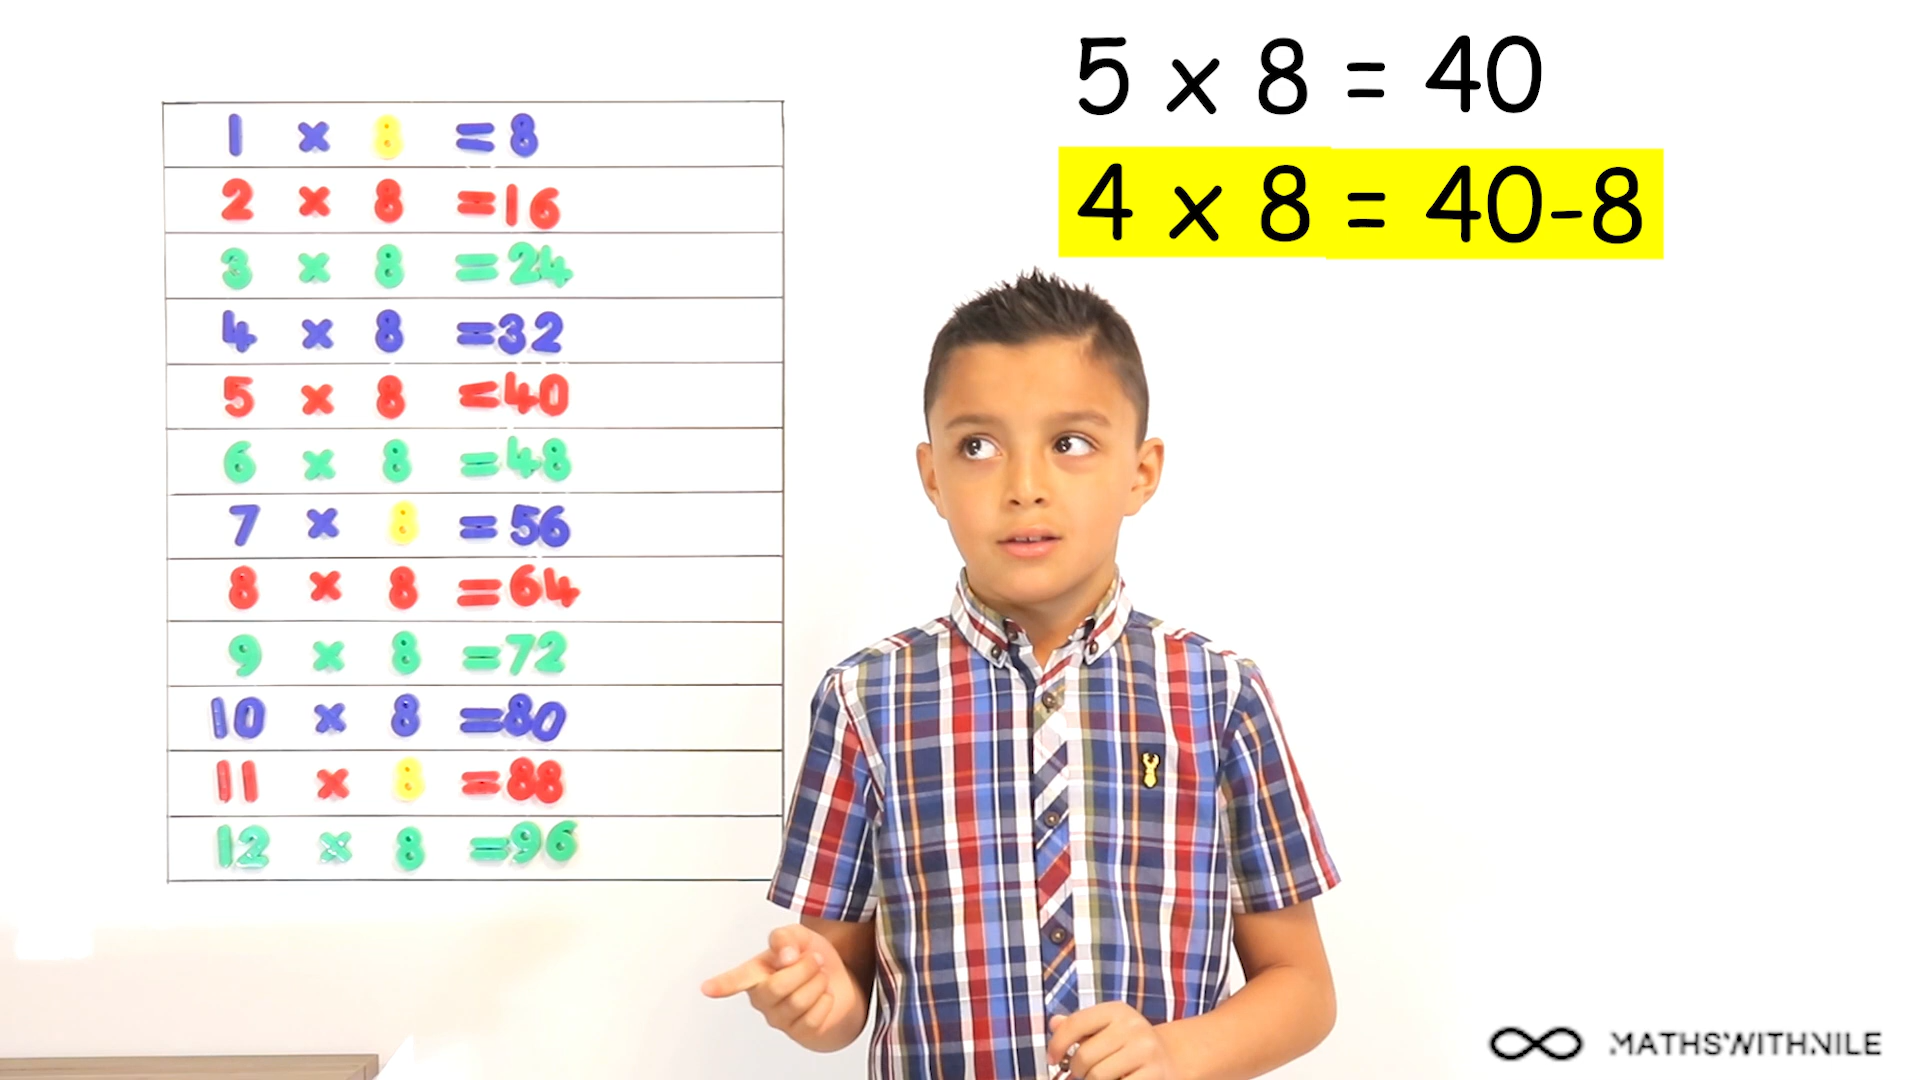 1 x 8 = 8
2 x 8 = 16
3 x 8 = 24
4 x 8 = 32
5 x 8 = 40
6 x 8 = 48
7 x 8 = 56
8 x 8 = 64
9 x 8 = 72
10 x 8 = 80
11 x 8 = 88
12 x 8 = 96
5 x 8 = 40
4 x 8 = 40-8
MATHSWITHNILE